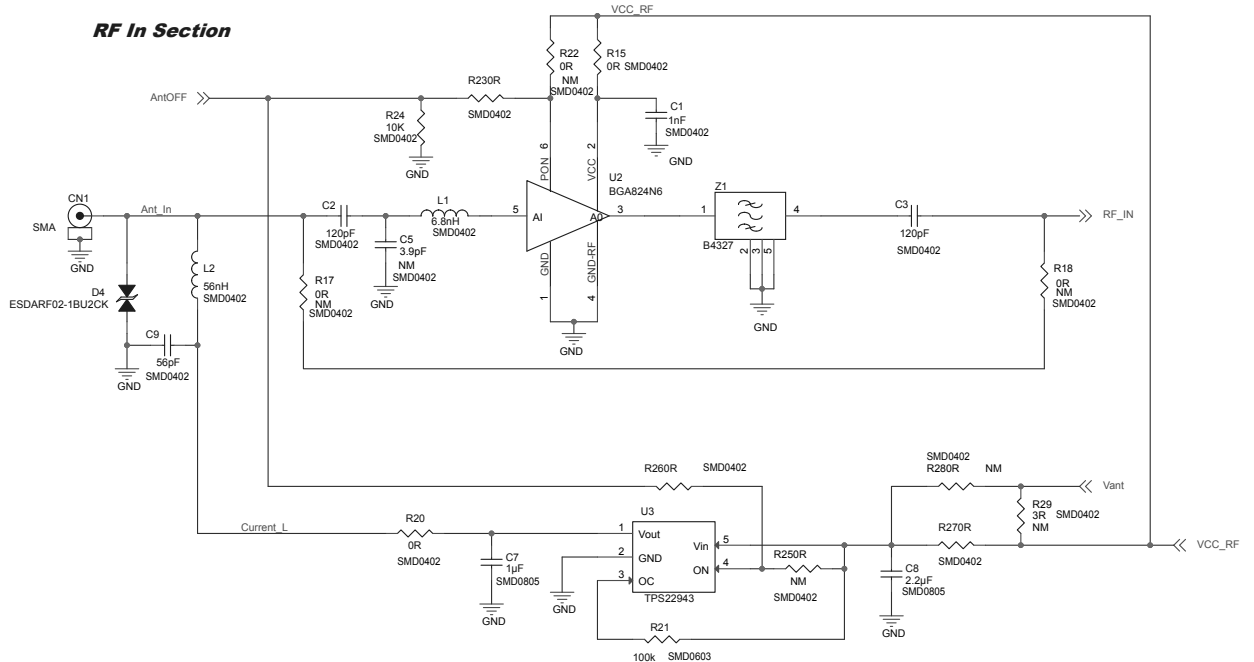 RF In Section
VCC_RF
R22
0R
NM
SMD0402
R15
0R SMD0402
R230R
SMD0402
AntOFF
R24
10K
SMD0402
GND
C1
1nF
SMD0402
GND
6
PON
2
VCC
U2
BGA824N6
CN1
SMA
GND
Ant_In
C2
120pF
SMD0402
L1
6.8nH
SMD0402
C5
3.9pF
NM
SMD0402
GND
5
AI
A0
3
GND
GND-RF
1
4
GND
Z1
1
4
B4327
2
3
5
GND
C3
120pF
SMD0402
RF_IN
L2
56nH
SMD0402
D4
ESDARF02-1BU2CK
R17
0R
NM
SMD0402
R18
0R
NM
SMD0402
C9
56pF
SMD0402
GND
SMD0402
R260R
SMD0402
R280R
NM
Vant
R29
3R
SMD0402
NM
U3
Current_L
R20
0R
SMD0402
1
Vout
2
GND
3
OC
Vin
5
ON
4
TPS22943
R250R
NM
SMD0402
R270R
SMD0402
VCC_RF
C7
1µF
SMD0805
GND
GND
C8
2.2µF
SMD0805
GND
R21
100k
SMD0603